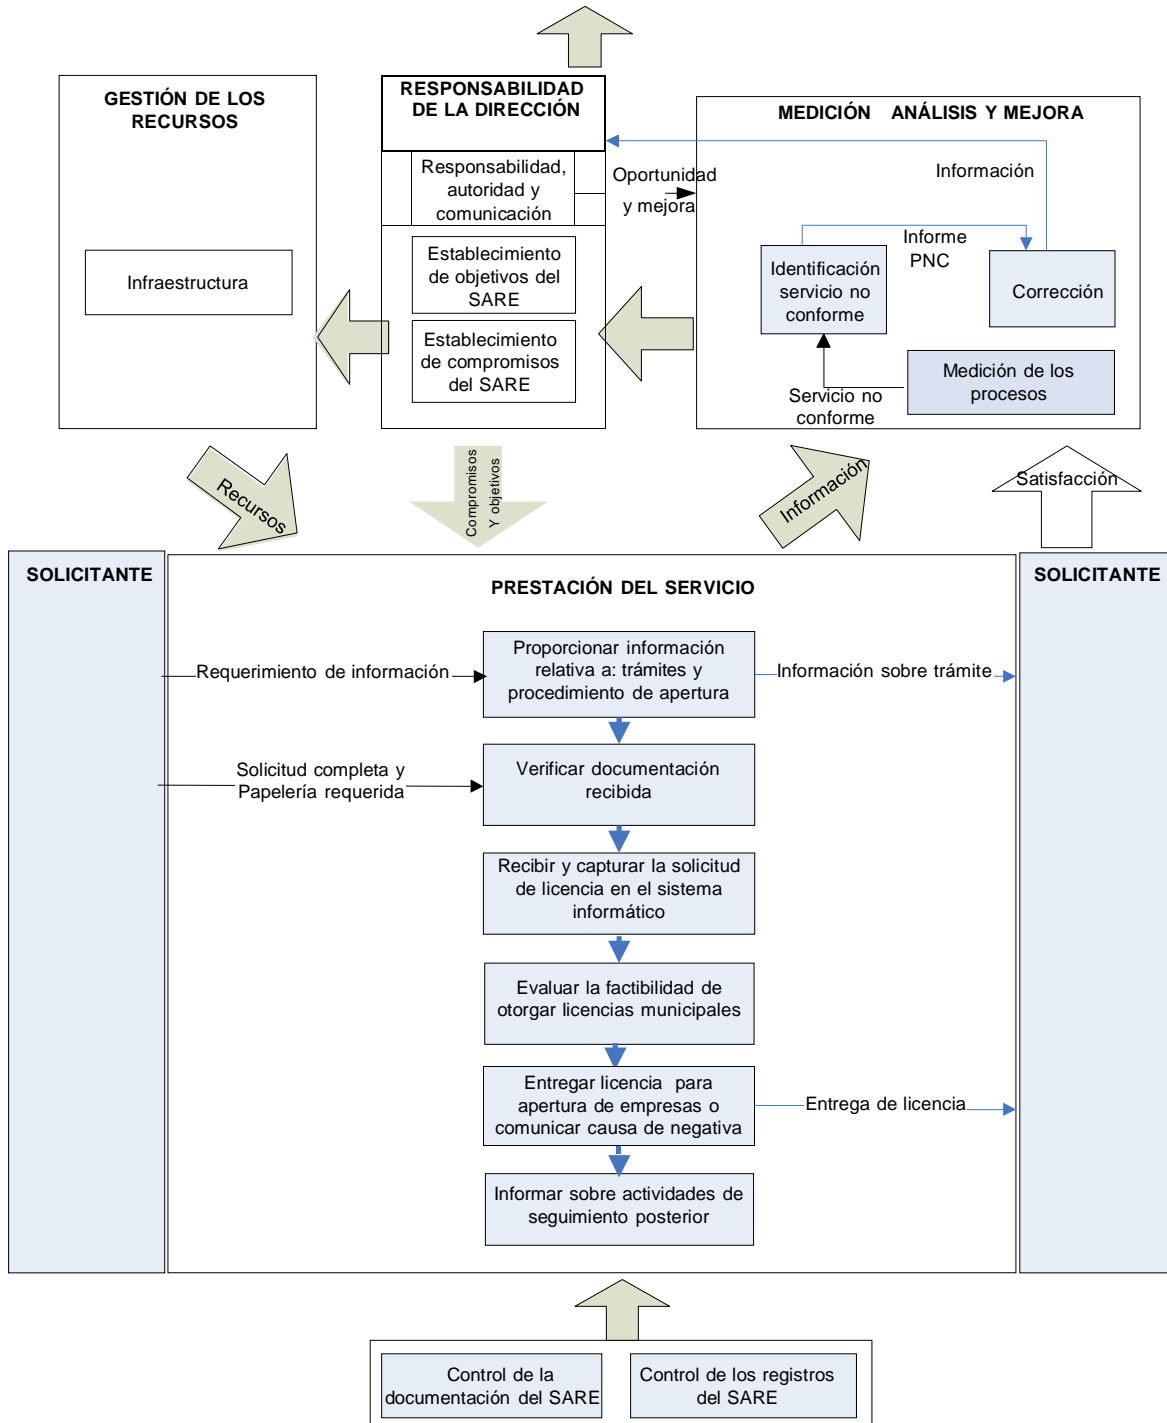 GESTIÓN DE LOS
RECURSOS
Infraestructura
RESPONSABILIDAD
DE LA DIRECCIÓN
Responsabilidad,
autoridad y
comunicación
Establecimiento
de objetivos del
SARE
Establecimiento
de compromisos
del SARE
Oportunidad
y mejora
MEDICIÓN ANÁLISIS Y MEJORA
Información
Informe
PNC
Identificación
servicio no
conforme
Corrección
Medición de los
procesos
Servicio no
conforme
Recursos
Compromisos
Y objetivos
Información
Satisfacción
SOLICITANTE
PRESTACIÓN DEL SERVICIO
SOLICITANTE
Requerimiento de información
Proporcionar información
relativa a: trámites y
procedimiento de apertura
Información sobre trámite
Solicitud completa y
Papelería requerida
Verificar documentación
recibida
Recibir y capturar la solicitud
de licencia en el sistema
informático
Evaluar la factibilidad de
otorgar licencias municipales
Entregar licencia para
apertura de empresas o
comunicar causa de negativa
Entrega de licencia
Informar sobre actividades de
seguimiento posterior
Control de la
documentación del SARE
Control de los registros
del SARE